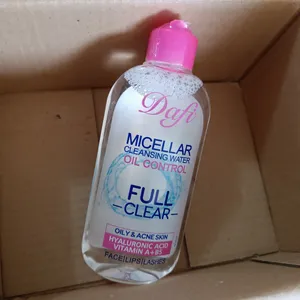 Dafi
MICELLAR
CLEANSING WATER
OIL CONTROL
FULL
—CLEAR—
OILY & ACNE SKIN
HYALURONIC ACID
VITAMIN A+B5
FACE|LIPS|LASHES